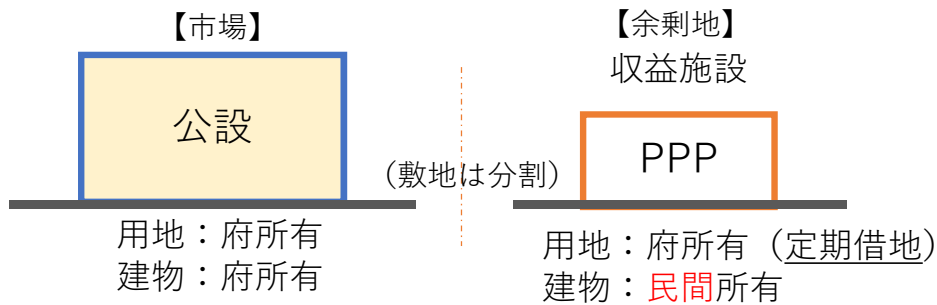 【市場】
公設
用地：府所有
建物：府所有
（敷地は分割）
【余剰地】
収益施設
PPP
用地：府所有（定期借地）
建物：民間所有